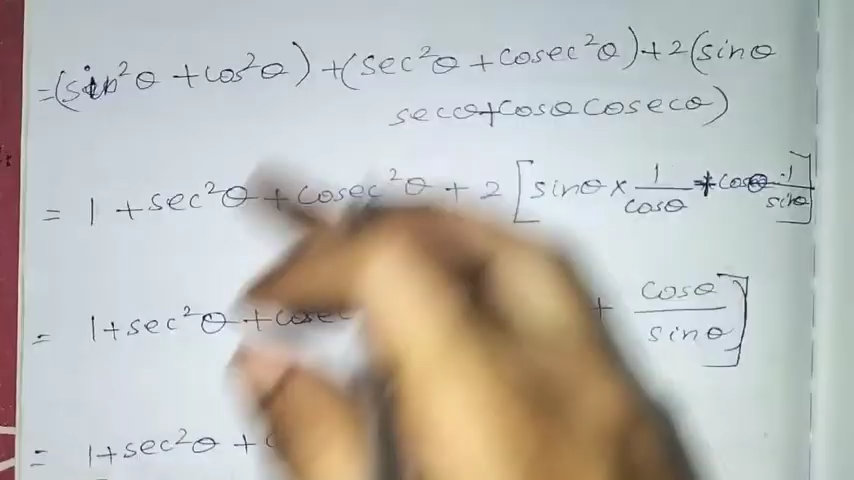 =(sin²θ + cos²θ) + (sec²θ + cosec²θ) + 2(sinθ
secθ + cosθ cosecθ)
= 1 + sec²θ + cosec²θ + 2 [sinθ × 1/cosθ + cosθ · 1/sinθ]
= 1 + sec²θ + cosec + cosθ/sinθ]
= 1 + sec²θ +